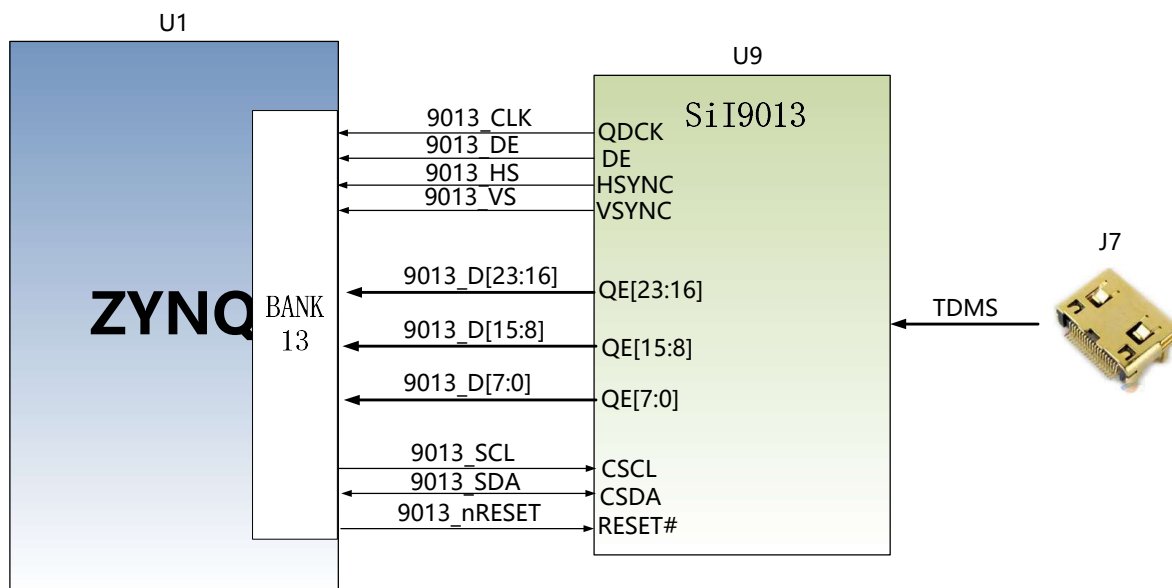 U1
U9
SiI9013
9013_CLK
QDCK
9013_DE
DE
9013_HS
HSYNC
9013_VS
VSYNC
J7
ZYNQ
BANK
13
9013_D[23:16]
QE[23:16]
TDMS
9013_D[15:8]
QE[15:8]
9013_D[7:0]
QE[7:0]
9013_SCL
CSCL
9013_SDA
CSDA
9013_nRESET
RESET#